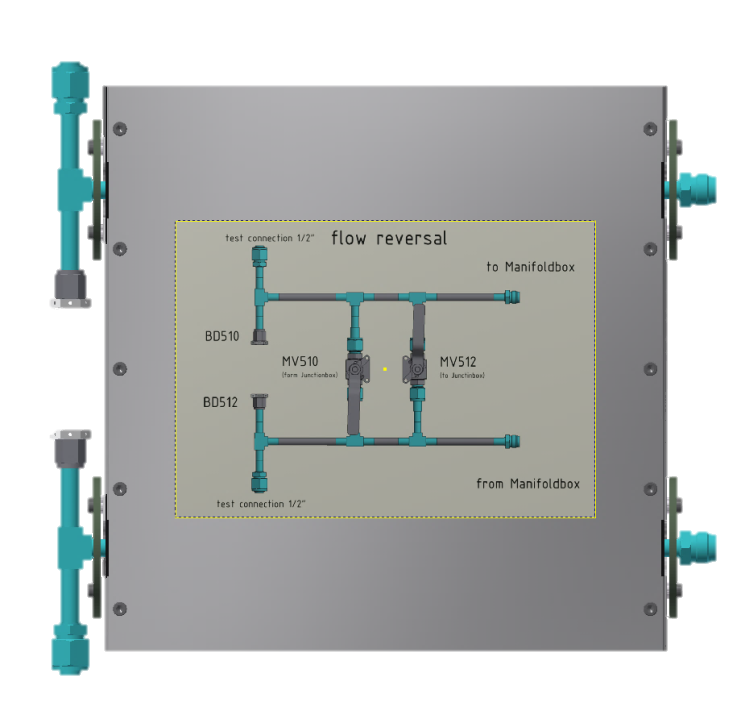 test connection 1/2"
flow reversal
to Manifoldbox
BD510
MV510
(form Junctionbox)
MV512
(to Junctinbox)
BD512
from Manifoldbox
test connection 1/2"